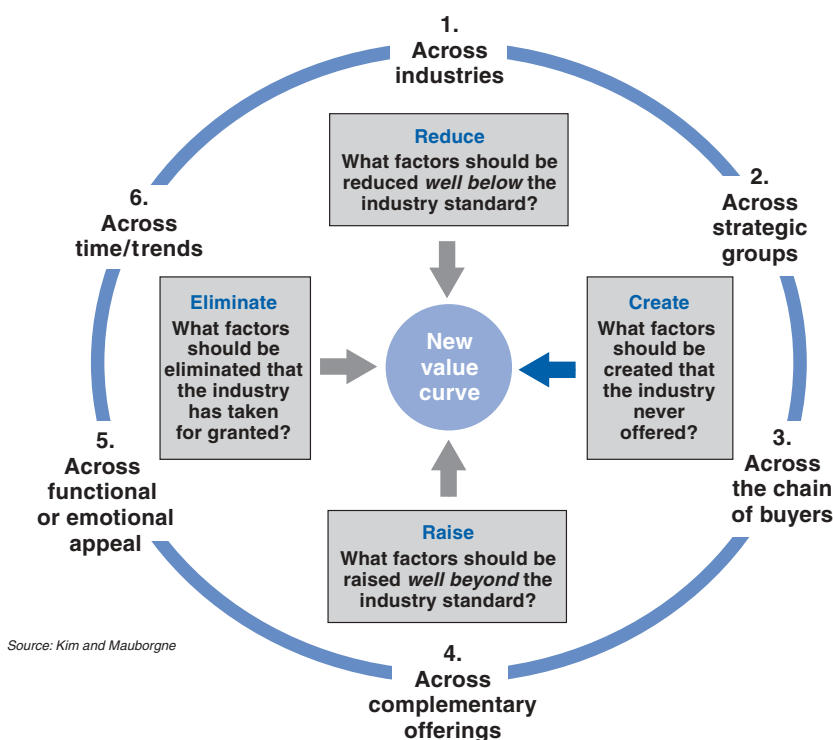 1.
Across
industries
Reduce
What factors should be
reduced well below the
industry standard?
2.
Across
strategic
groups
6.
Across
time/trends
Eliminate
What factors
should be
eliminated that
the industry
has taken
for granted?
New
value
curve
Create
What factors
should be
created that
the industry
never
offered?
3.
Across
the chain
of buyers
5.
Across
functional
or emotional
appeal
Raise
What factors should be
raised well beyond the
industry standard?
4.
Across
complementary
offerings
Source: Kim and Mauborgne